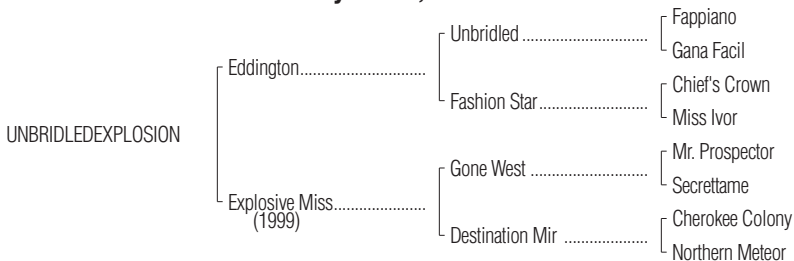 Fappiano
Unbridled
Gana Facil
Eddington
Chief's Crown
Fashion Star
Miss Ivor
UNBRIDLEDEXPLOSION
Mr. Prospector
Gone West
Secrettame
Explosive Miss
(1999)
Cherokee Colony
Destination Mir
Northern Meteor